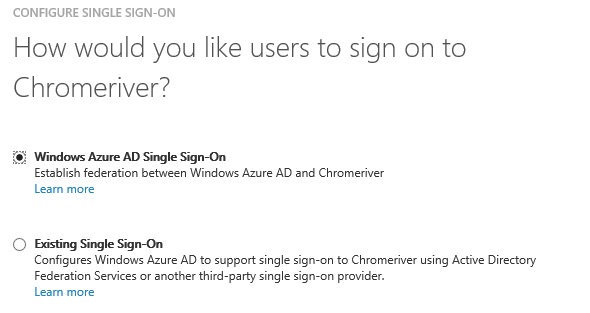 CONFIGURE SINGLE SIGN-ON
How would you like users to sign on to
Chromeriver?
Windows Azure AD Single Sign-On
Establish federation between Windows Azure AD and Chromeriver
Learn more
Existing Single Sign-On
Configures Windows Azure AD to support single sign-on to Chromeriver using Active Directory
Federation Services or another third-party single sign-on provider.
Learn more